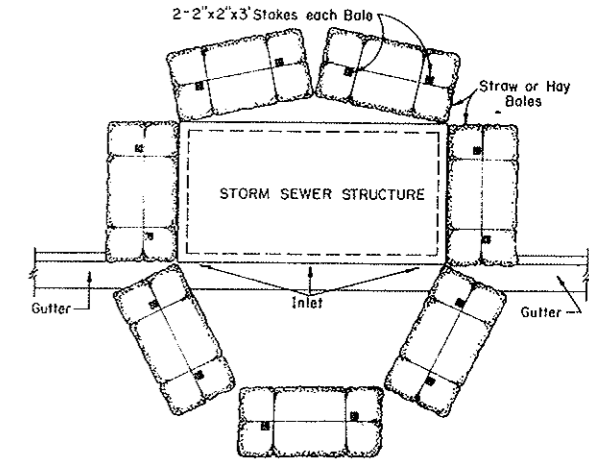 2-2"x2"x3' Stakes each Bale
Straw or Hay
Bales
STORM SEWER STRUCTURE
Inlet
Gutter
Gutter